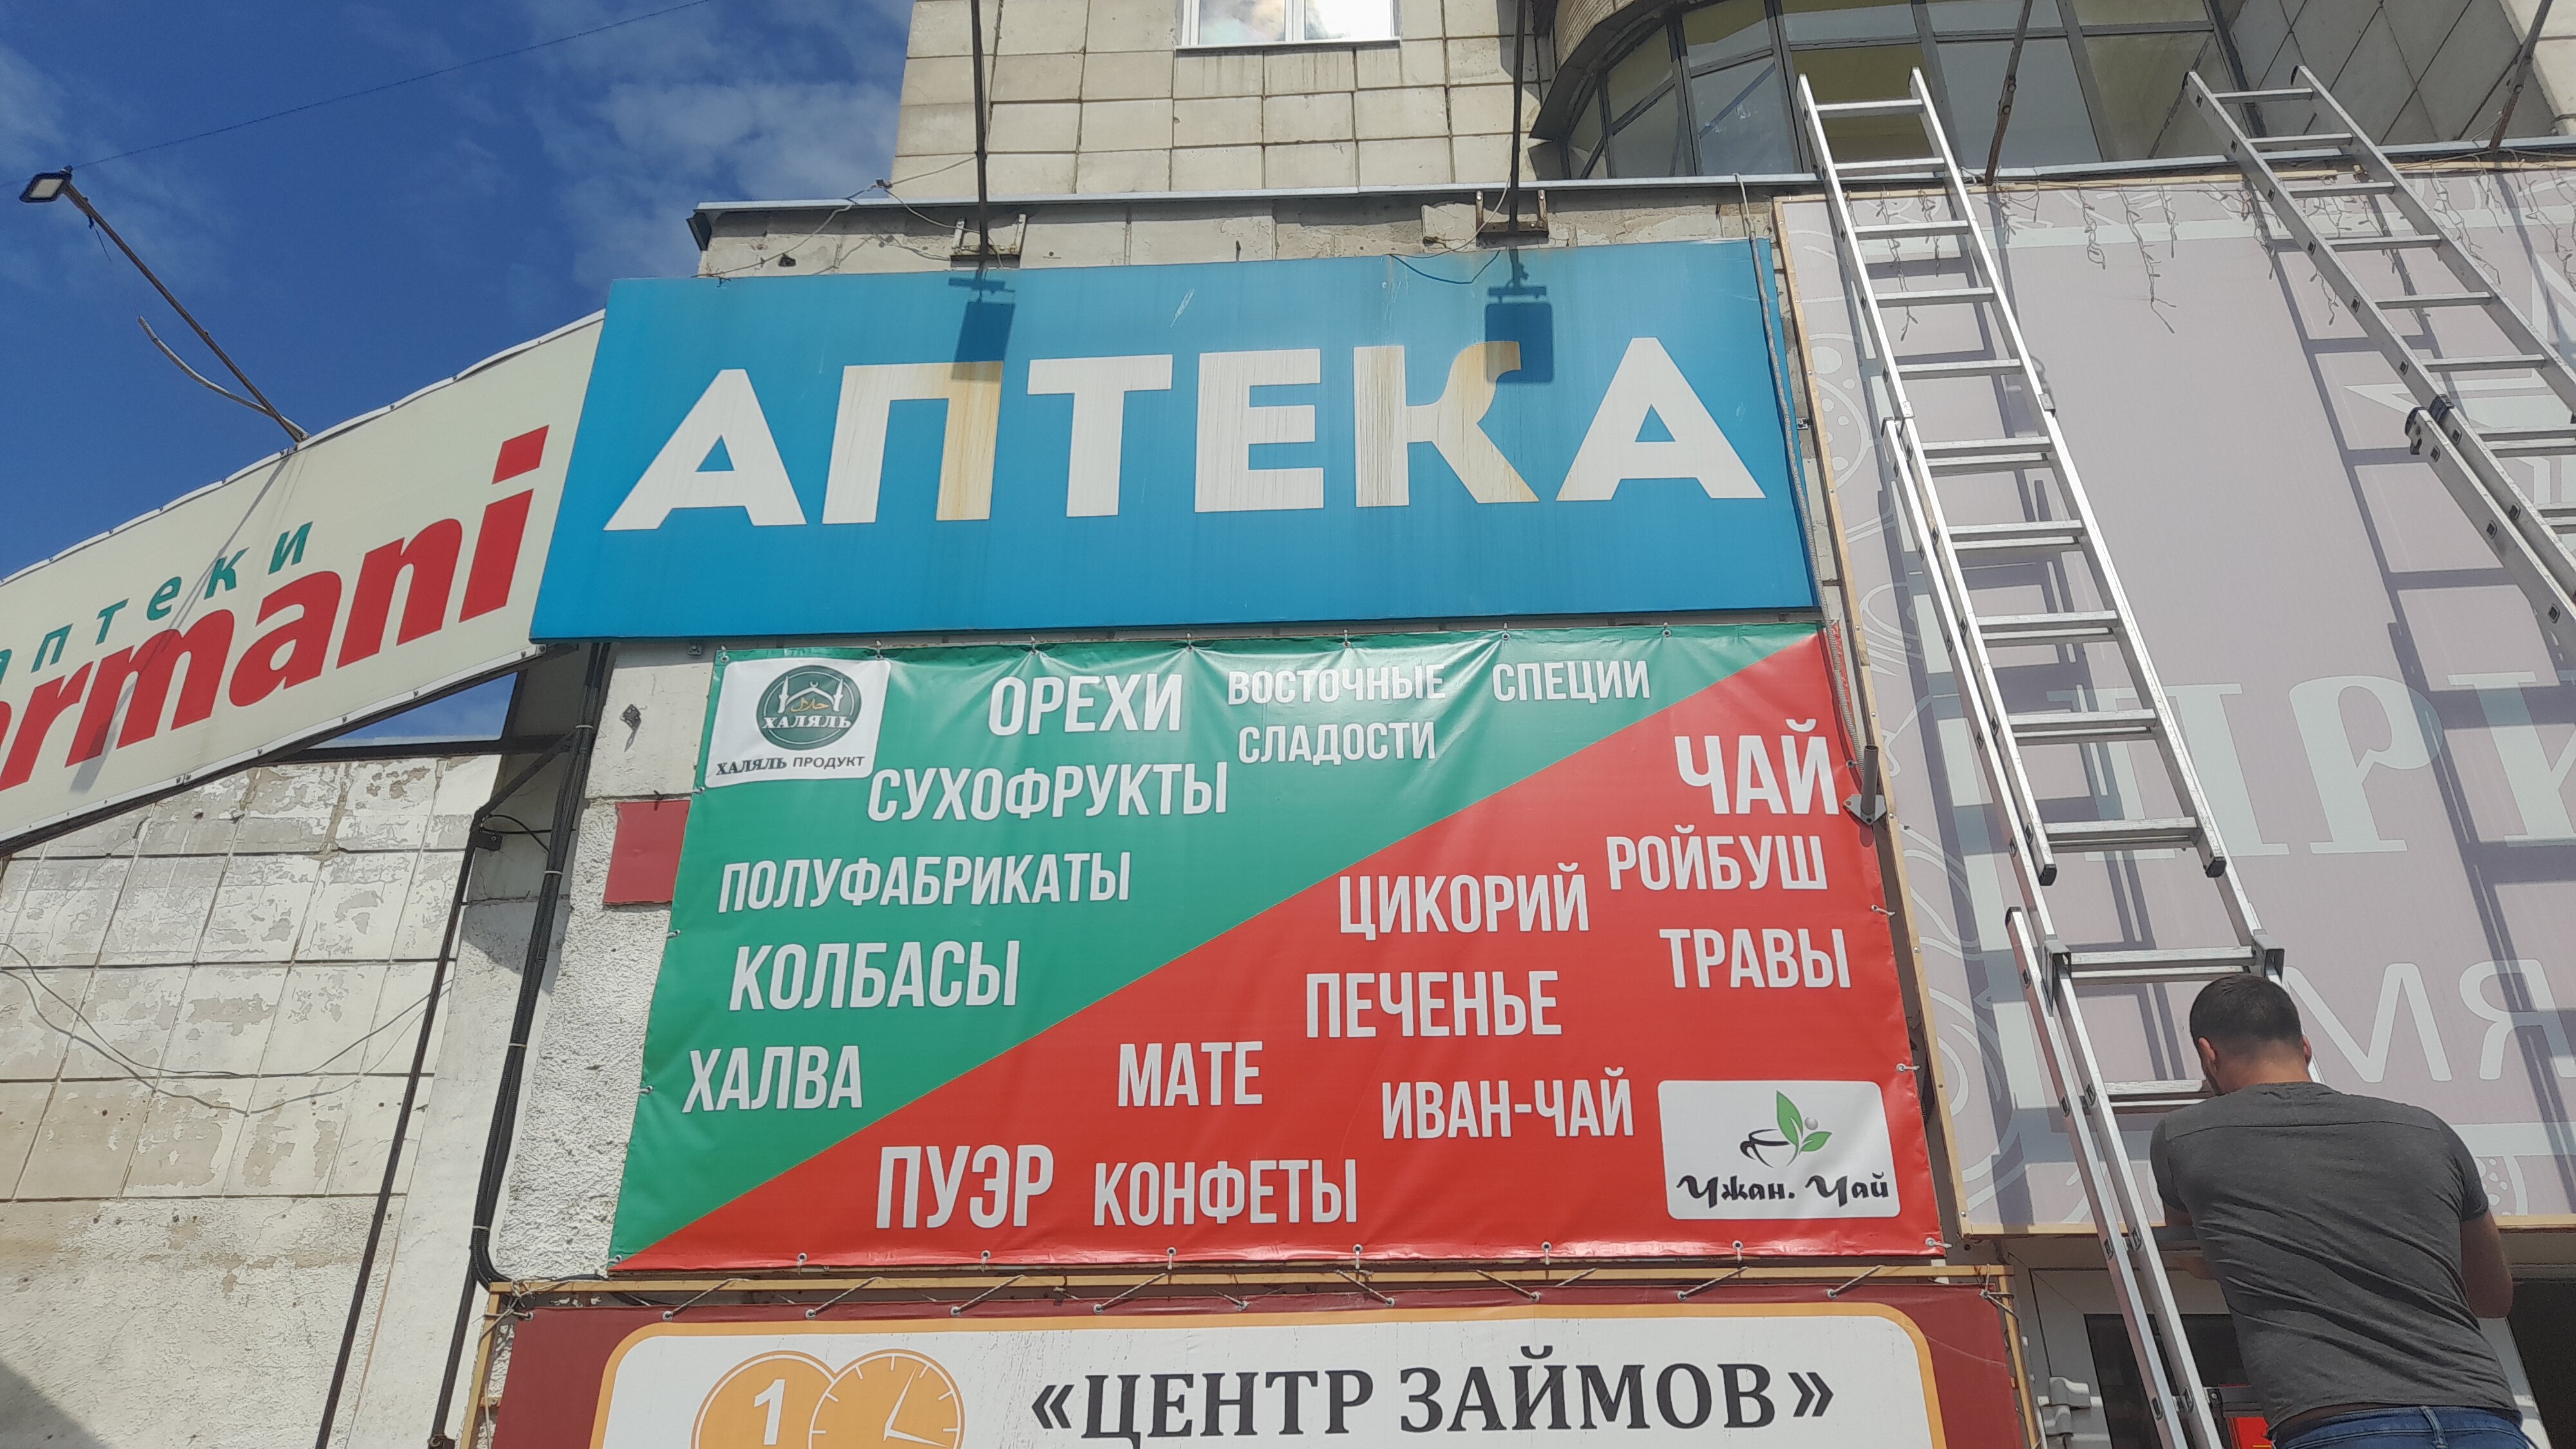 аптеки
rmani
АПТЕКА
حلال
ХАЛЯЛЬ
ХАЛЯЛЬ ПРОДУКТ
ОРЕХИ
ВОСТОЧНЫЕ
СЛАДОСТИ
СПЕЦИИ
СУХОФРУКТЫ
ПОЛУФАБРИКАТЫ
КОЛБАСЫ
ХАЛВА
ЧАЙ
РОЙБУШ
ЦИКОРИЙ
ТРАВЫ
ПЕЧЕНЬЕ
МАТЕ
ИВАН-ЧАЙ
ПУЭР
КОНФЕТЫ
Чжан. Чай
1
«ЦЕНТР ЗАЙМОВ»